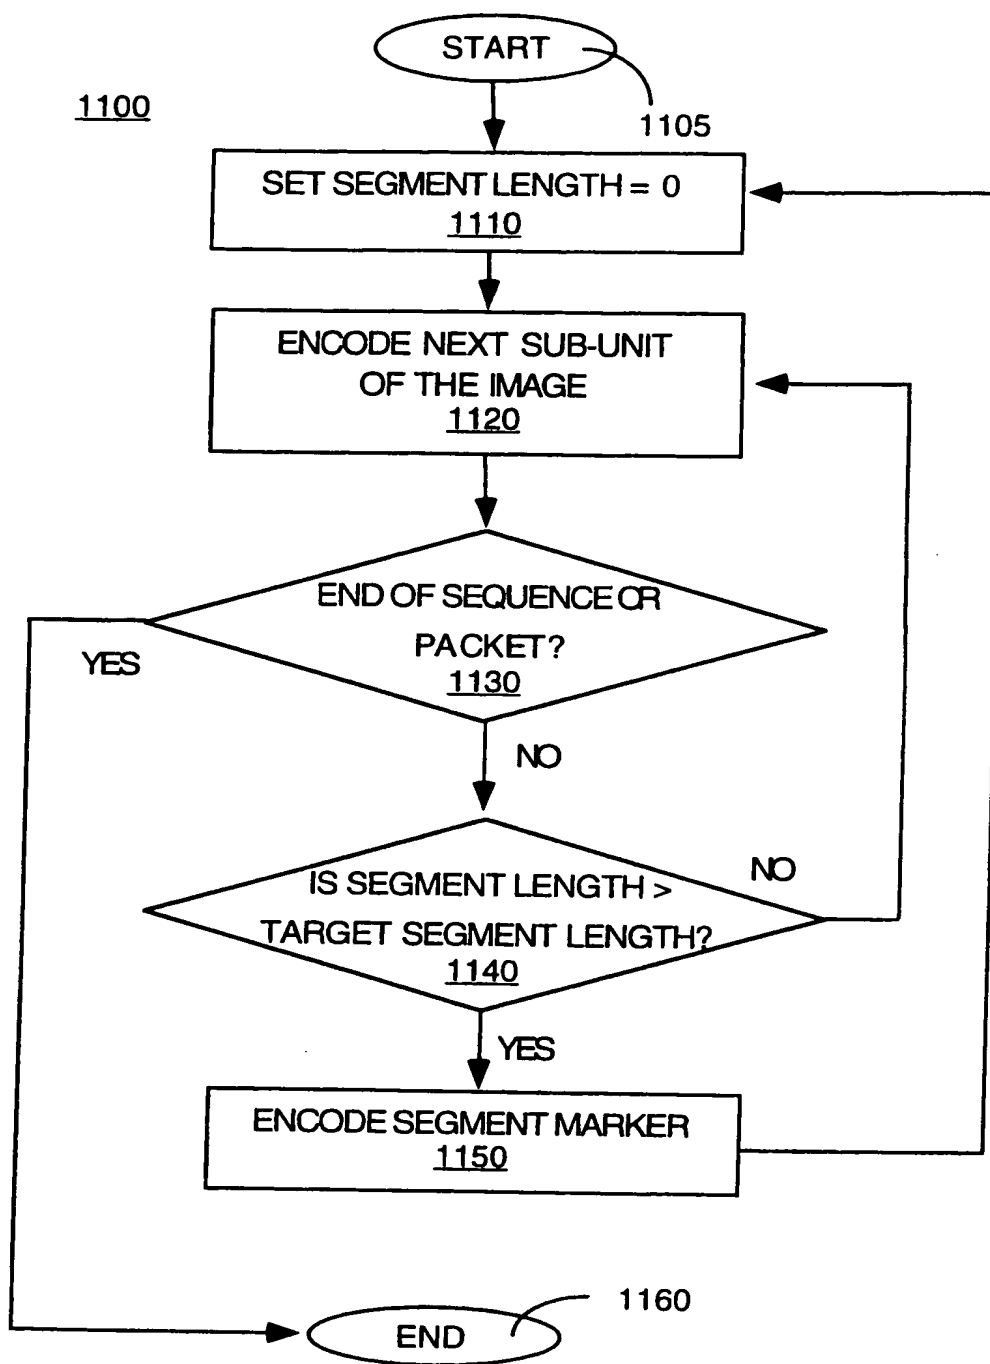 START
1100
1105
SET SEGMENT LENGTH = 0
1110
ENCODE NEXT SUB-UNIT
OF THE IMAGE
1120
END OF SEQUENCE OR
PACKET?
1130
YES
NO
IS SEGMENT LENGTH >
TARGET SEGMENT LENGTH?
1140
NO
YES
ENCODE SEGMENT MARKER
1150
1160
END